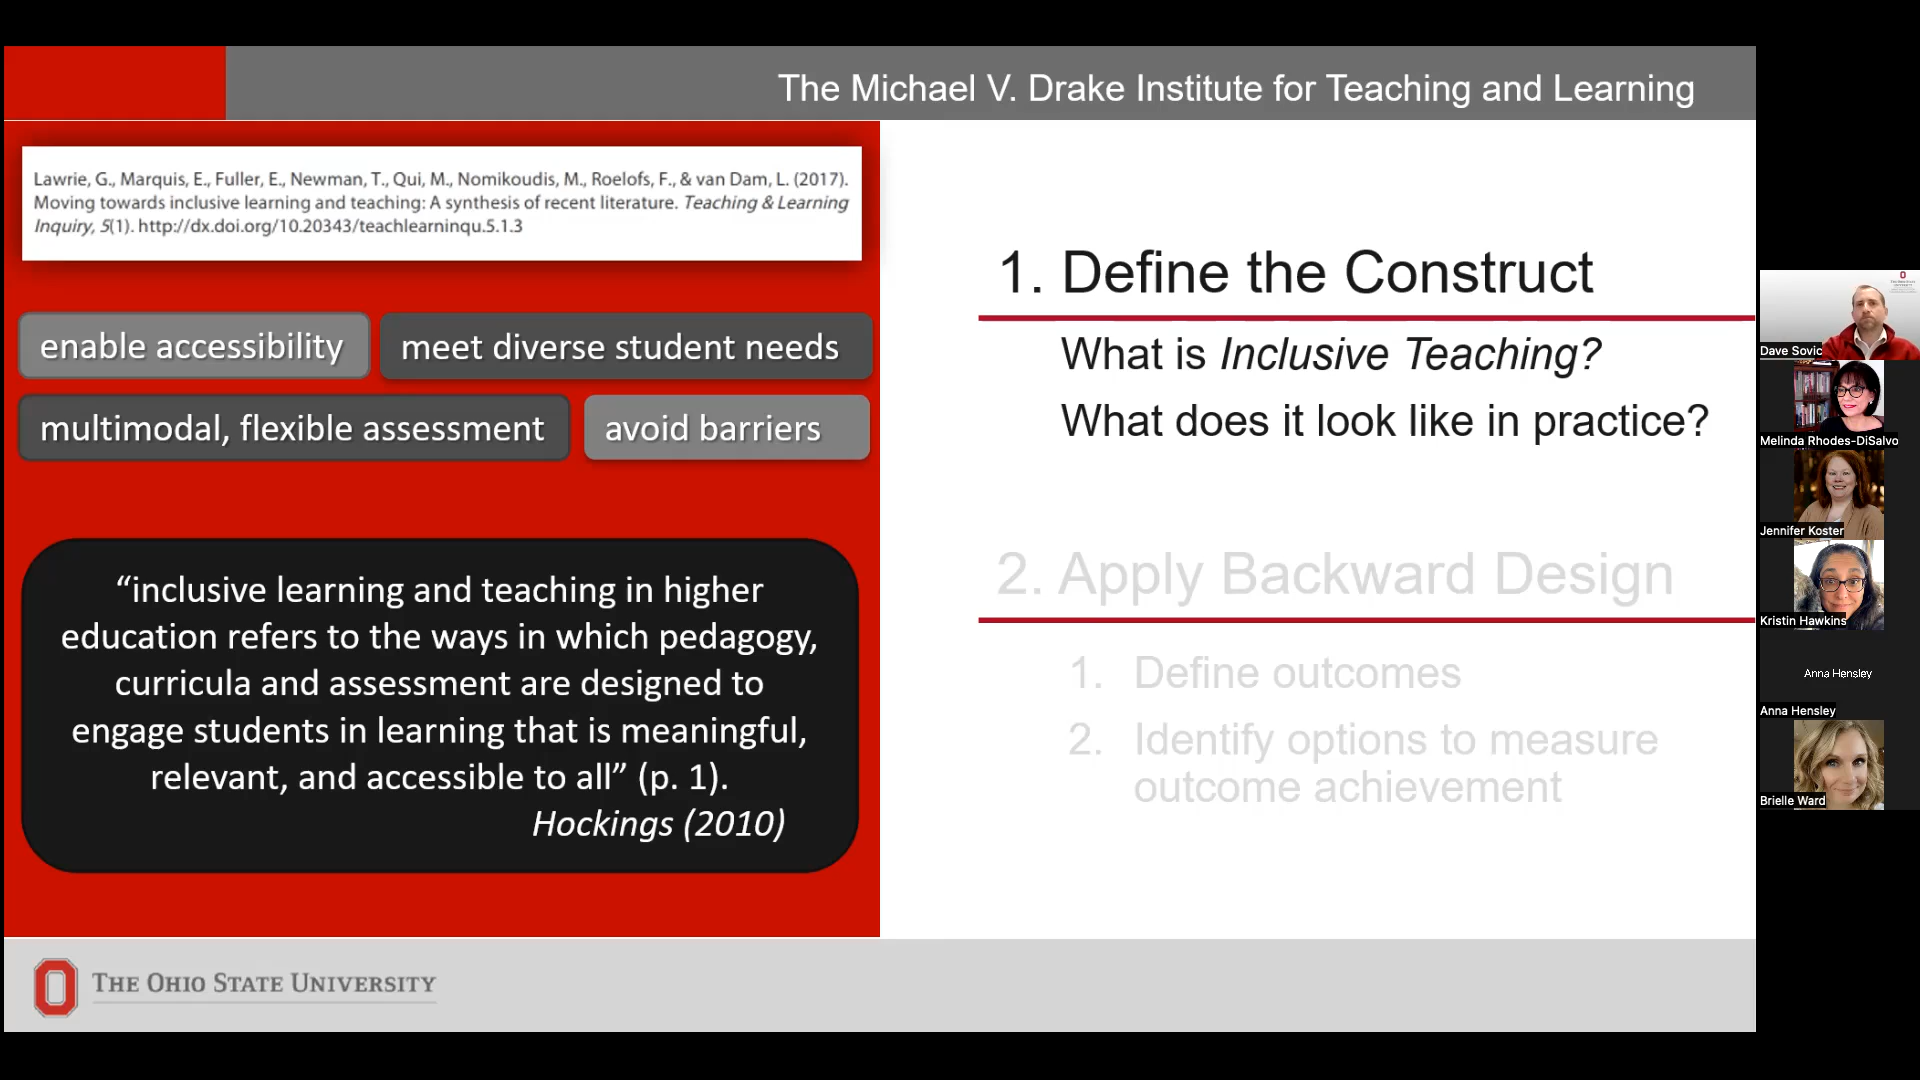 The Michael V. Drake Institute for Teaching and Learning
Lawrie, G., Marquis, E., Fuller, E., Newman, T., Qui, M., Nomikoudis, M., Roelofs, F., & van Dam, L. (2017).
Moving towards inclusive learning and teaching: A synthesis of recent literature. Teaching & Learning
Inquiry, 5(1). http://dx.doi.org/10.20343/teachlearninqu.5.1.3
enable accessibility
meet diverse student needs
multimodal, flexible assessment
avoid barriers
“inclusive learning and teaching in higher
education refers to the ways in which pedagogy,
curricula and assessment are designed to
engage students in learning that is meaningful,
relevant, and accessible to all” (p. 1).
Hockings (2010)
1. Define the Construct
What is Inclusive Teaching?
What does it look like in practice?
2. Apply Backward Design
1. Define outcomes
2. Identify options to measure
outcome achievement
THE OHIO STATE UNIVERSITY
Dave Sovic
Melinda Rhodes-DiSalvo
Jennifer Koster
Kristin Hawkins
Anna Hensley
Anna Hensley
Brielle Ward